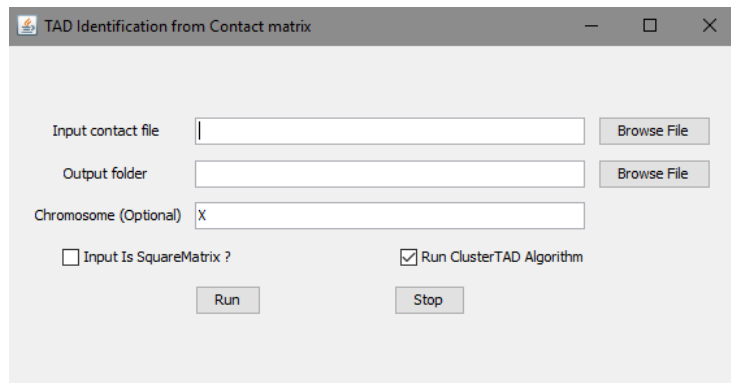 TAD Identification from Contact matrix
Input contact file Browse File
Output folder Browse File
Chromosome (Optional) X
Input Is SquareMatrix ? Run ClusterTAD Algorithm
Run Stop